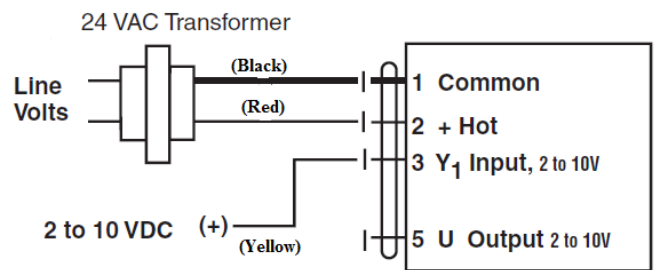 24 VAC Transformer
Line
Volts
(Black)
(Red)
1 Common
2 + Hot
3 Y1 Input, 2 to 10V
2 to 10 VDC (+)
(Yellow)
5 U Output 2 to 10V